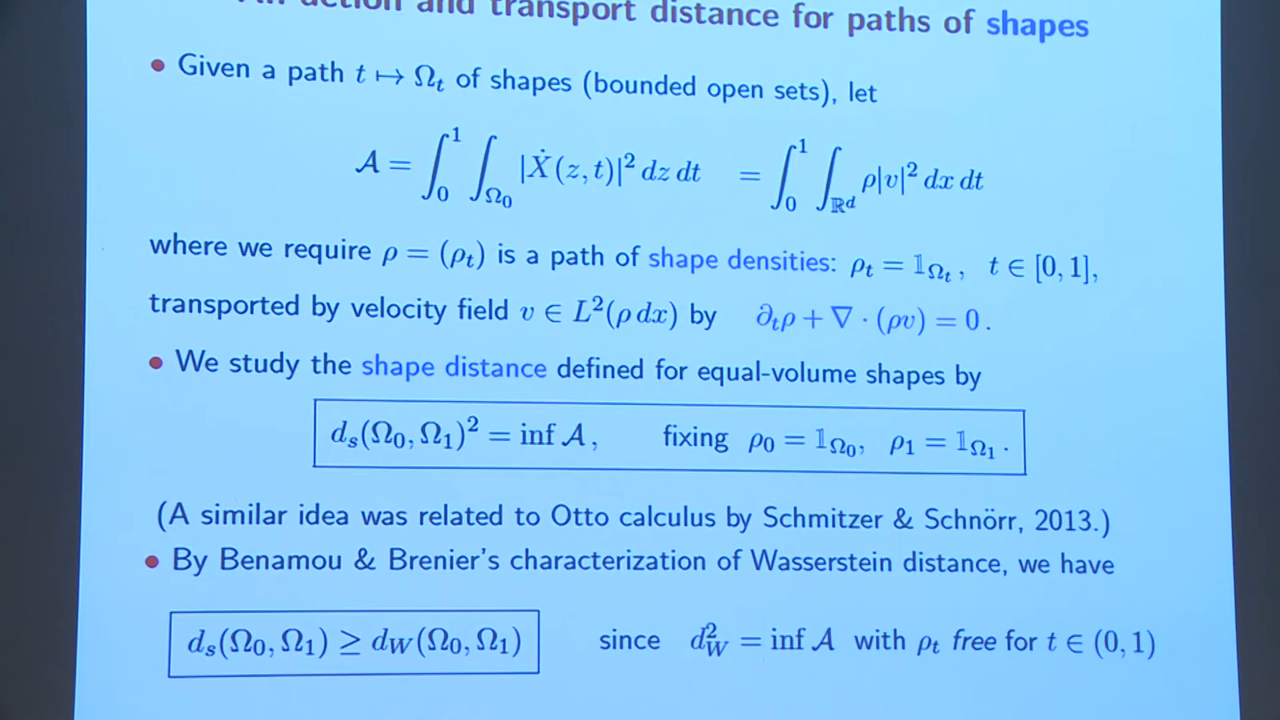 action and transport distance for paths of shapes
• Given a path t ↦ Ω_t of shapes (bounded open sets), let
𝒜 = ∫_0^1 ∫_{Ω_0} |Ẋ(z, t)|² dz dt = ∫_0^1 ∫_{ℝ^d} ρ|v|² dx dt
where we require ρ = (ρ_t) is a path of shape densities: ρ_t = 𝟙_{Ω_t}, t ∈ [0, 1],
transported by velocity field v ∈ L²(ρ dx) by ∂_tρ + ∇ · (ρv) = 0.
• We study the shape distance defined for equal-volume shapes by
d_s(Ω_0, Ω_1)² = inf 𝒜, fixing ρ_0 = 𝟙_{Ω_0}, ρ_1 = 𝟙_{Ω_1}.
(A similar idea was related to Otto calculus by Schmitzer & Schnörr, 2013.)
• By Benamou & Brenier's characterization of Wasserstein distance, we have
d_s(Ω_0, Ω_1) ≥ d_W(Ω_0, Ω_1) since d_W² = inf 𝒜 with ρ_t free for t ∈ (0, 1)